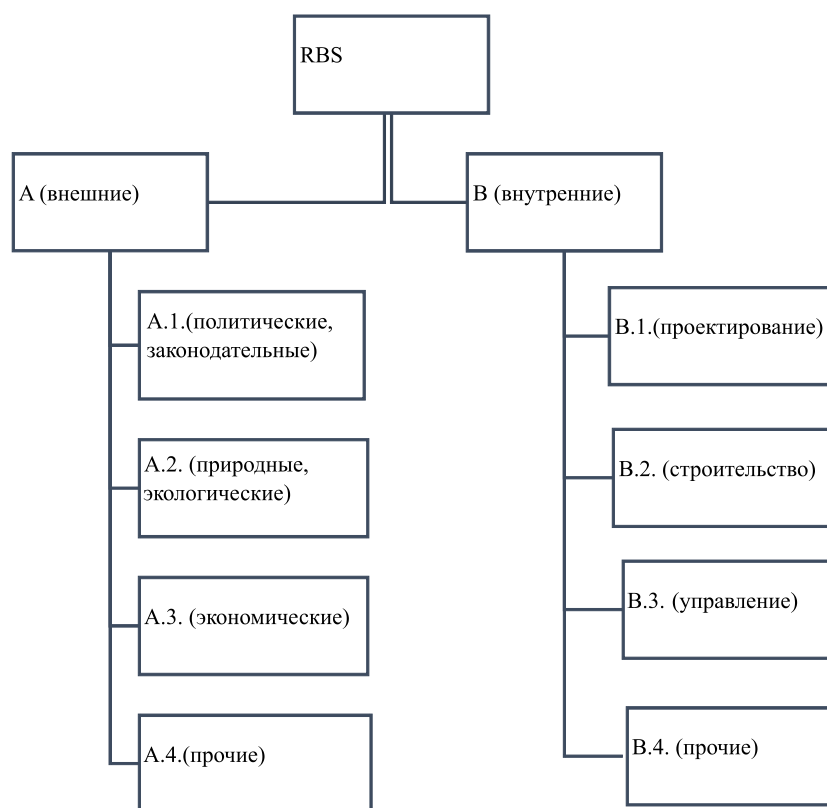 RBS
A (внешние)
B (внутренние)
A.1.(политические,
законодательные)
A.2. (природные,
экологические)
A.3. (экономические)
A.4.(прочие)
B.1.(проектирование)
B.2. (строительство)
B.3. (управление)
B.4. (прочие)